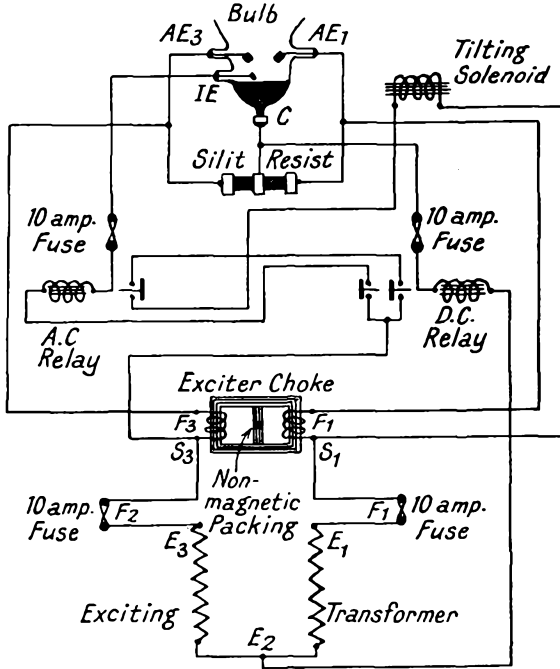 Bulb
AE3
AE1
IE
C
Tilting
Solenoid
Silit
Resist
10 amp.
Fuse
10 amp.
Fuse
A.C
Relay
D.C.
Relay
Exciter Choke
F3
F1
S3
S1
Non-
magnetic
Packing
10 amp.
Fuse
F2
F1
10 amp.
Fuse
E3
E1
Exciting
Transformer
E2